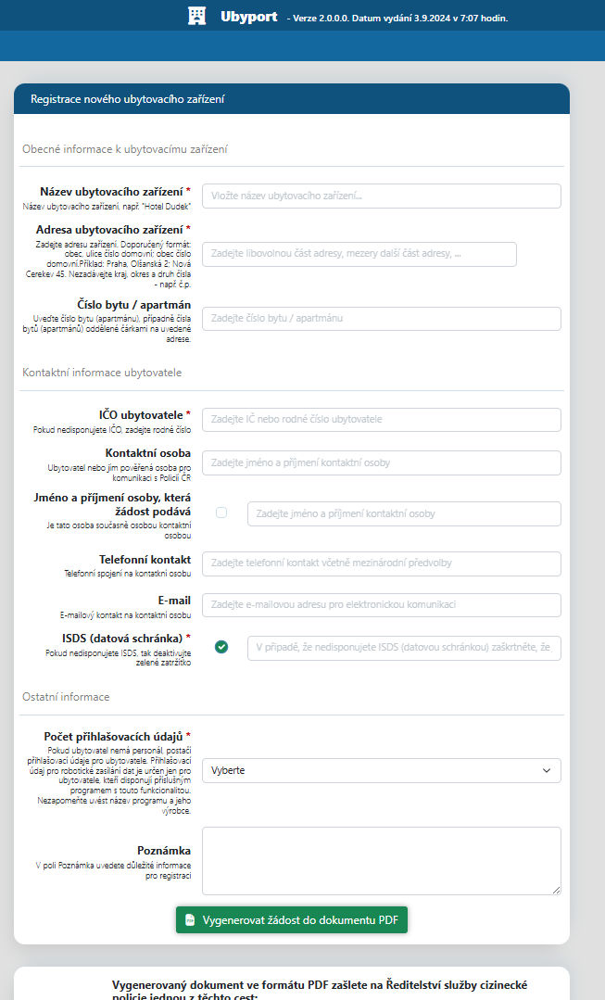 Ubyport - Verze 2.0.0.0. Datum vydání 3.9.2024 v 7:07 hodin.
Registrace nového ubytovacího zařízení
Obecné informace k ubytovacímu zařízení
Název ubytovacího zařízení *
Název ubytovacího zařízení, např. "Hotel Dudek"
Vložte název ubytovacího zařízení...
Adresa ubytovacího zařízení *
Zadejte adresu zařízení. Doporučený formát:
obec, ulice číslo domovní; obec číslo
domovní.Příklad: Praha, Olšanská 2; Nová
Cerekev 45. Nezadávejte kraj, okres a druh čísla
- např. č.p.
Zadejte libovolnou část adresy, mezery další část adresy, ...
Číslo bytu / apartmán
Uveďte číslo bytu (apartmánu), případně čísla
bytů (apartmánů) oddělené čárkami na uvedené
adrese.
Zadejte číslo bytu / apartmánu
Kontaktní informace ubytovatele
IČO ubytovatele *
Pokud nedisponujete IČO, zadejte rodné číslo
Zadejte IČ nebo rodné číslo ubytovatele
Kontaktní osoba
Ubytovatel nebo jím pověřená osoba pro
komunikaci s Policií ČR
Zadejte jméno a příjmení kontaktní osoby
Jméno a příjmení osoby, která
žádost podává
Je tato osoba současně osobou kontaktní
osobou
Zadejte jméno a příjmení kontaktní osoby
Telefonní kontakt
Telefonní spojení na kontatkní osobu
Zadejte telefonní kontakt včetně mezinárodní předvolby
E-mail
E-mailový kontakt na kontaktní osobu
Zadejte e-mailovou adresu pro elektronickou komunikaci
ISDS (datová schránka) *
Pokud nedisponujete ISDS, tak deaktivujte
zelené zatržítko
V případě, že nedisponujete ISDS (datovou schránkou) zaškrtněte, že
Ostatní informace
Počet přihlašovacích údajů *
Pokud ubytovatel nemá personál, postačí
přihlašovací údaje pro ubytovatele. Přihlašovací
údaj pro robotické zasílání dat je určen jen pro
ubytovatele, kteří disponují příslušným
programem s touto funkcionalitou.
Nezapomeňte uvést název programu a jeho
výrobce.
Vyberte
Poznámka
V poli Poznámka uvedete důležité informace
pro registraci
Vygenerovat žádost do dokumentu PDF
Vygenerovaný dokument ve formátu PDF zašlete na Ředitelství služby cizinecké
policie jednou z těchto cest: